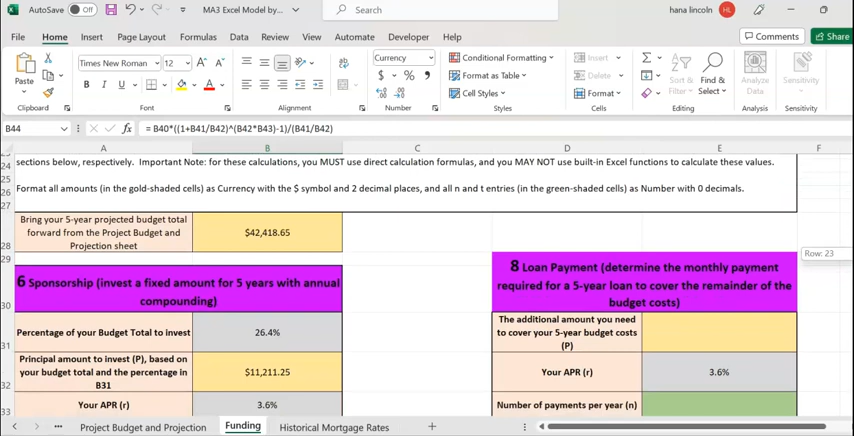 AutoSave Off
MA3 Excel Model by...
Search
hana lincoln
HL
File Home Insert Draw Page Layout Formulas Data Review View Automate Developer Help
Comments
Share
Paste
Times New Roman
12
A^ A˅
B I U
A
ab
$ % 9
Currency
Conditional Formatting
Format as Table
Cell Styles
Insert
Delete
Format
Sort & Filter
Find & Select
Analyze Data
Sensitivity
Clipboard
Font
Alignment
Number
Styles
Cells
Editing
Analysis
Sensitivity
B44
fx
= B40*((1+B41/B42)^(B42*B43)-1)/(B41/B42)
A B C D E F
24 sections below, respectively. Important Note: for these calculations, you MUST use direct calculation formulas, and you MAY NOT use built-in Excel functions to calculate these values.
25
26 Format all amounts (in the gold-shaded cells) as Currency with the $ symbol and 2 decimal places, and all n and t entries (in the green-shaded cells) as Number with 0 decimals.
27
Bring your 5-year projected budget total
forward from the Project Budget and
Projection sheet
28
$42,418.65
Row: 23
29
6 Sponsorship (invest a fixed amount for 5 years with annual
compounding)
30
8 Loan Payment (determine the monthly payment
required for a 5-year loan to cover the remainder of the
budget costs)
Percentage of your Budget Total to invest
31
26.4%
The additional amount you need
to cover your 5-year budget costs
(P)
Principal amount to invest (P), based on
your budget total and the percentage in
B31
32
$11,211.25
Your APR (r)
3.6%
33
Your APR (r)
3.6%
Number of payments per year (n)
Project Budget and Projection
Funding
Historical Mortgage Rates